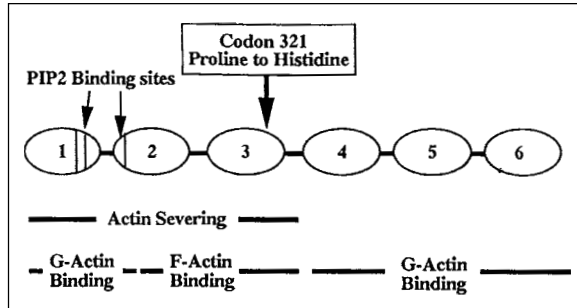 Codon 321
Proline to Histidine
PIP2 Binding sites
1 2 3 4 5 6
Actin Severing
G-Actin
Binding
F-Actin
Binding
G-Actin
Binding